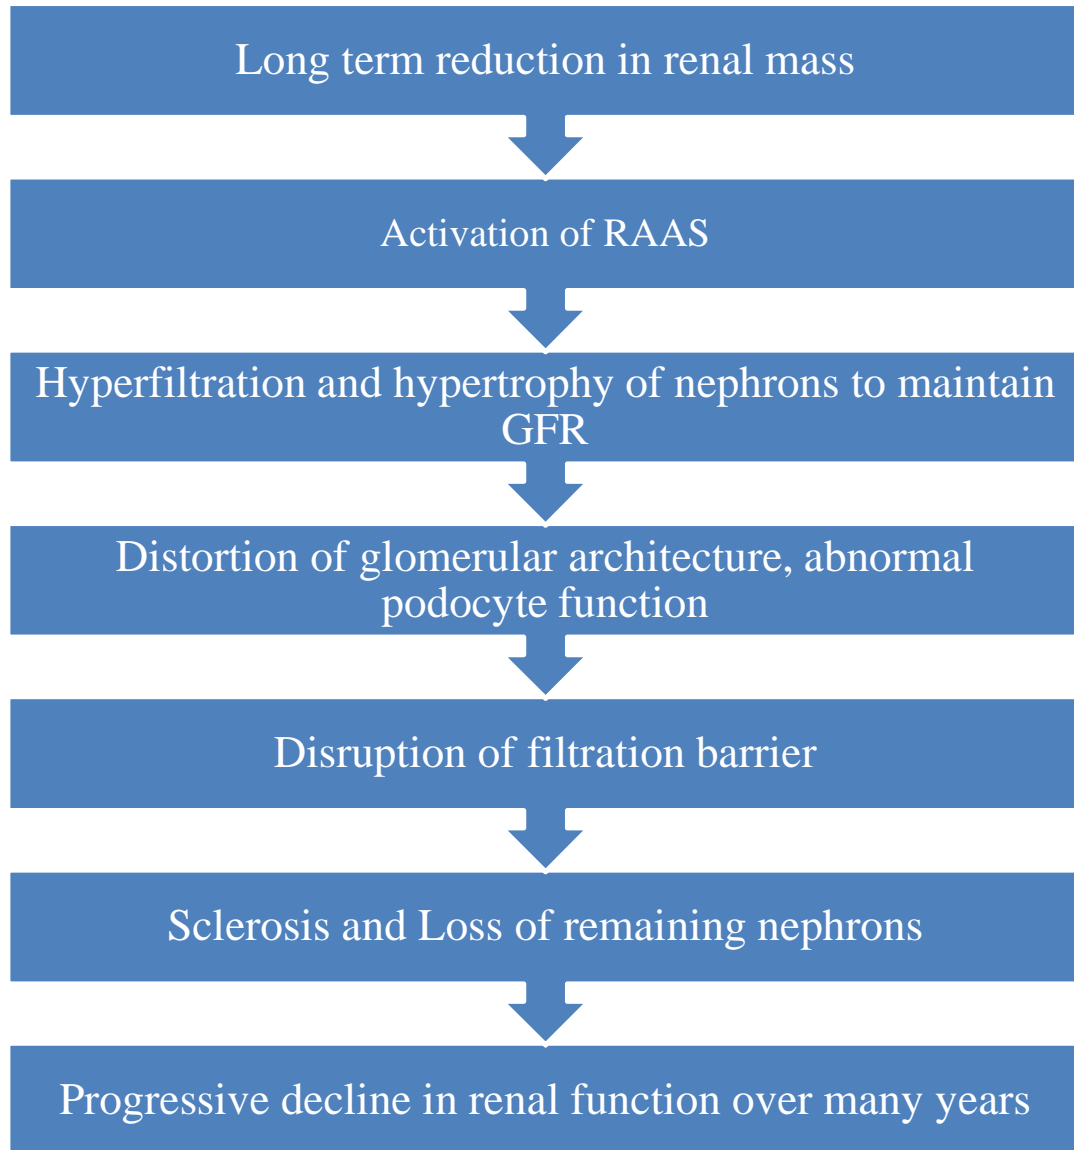 Long term reduction in renal mass
Activation of RAAS
Hyperfiltration and hypertrophy of nephrons to maintain
GFR
Distortion of glomerular architecture, abnormal
podocyte function
Disruption of filtration barrier
Sclerosis and Loss of remaining nephrons
Progressive decline in renal function over many years